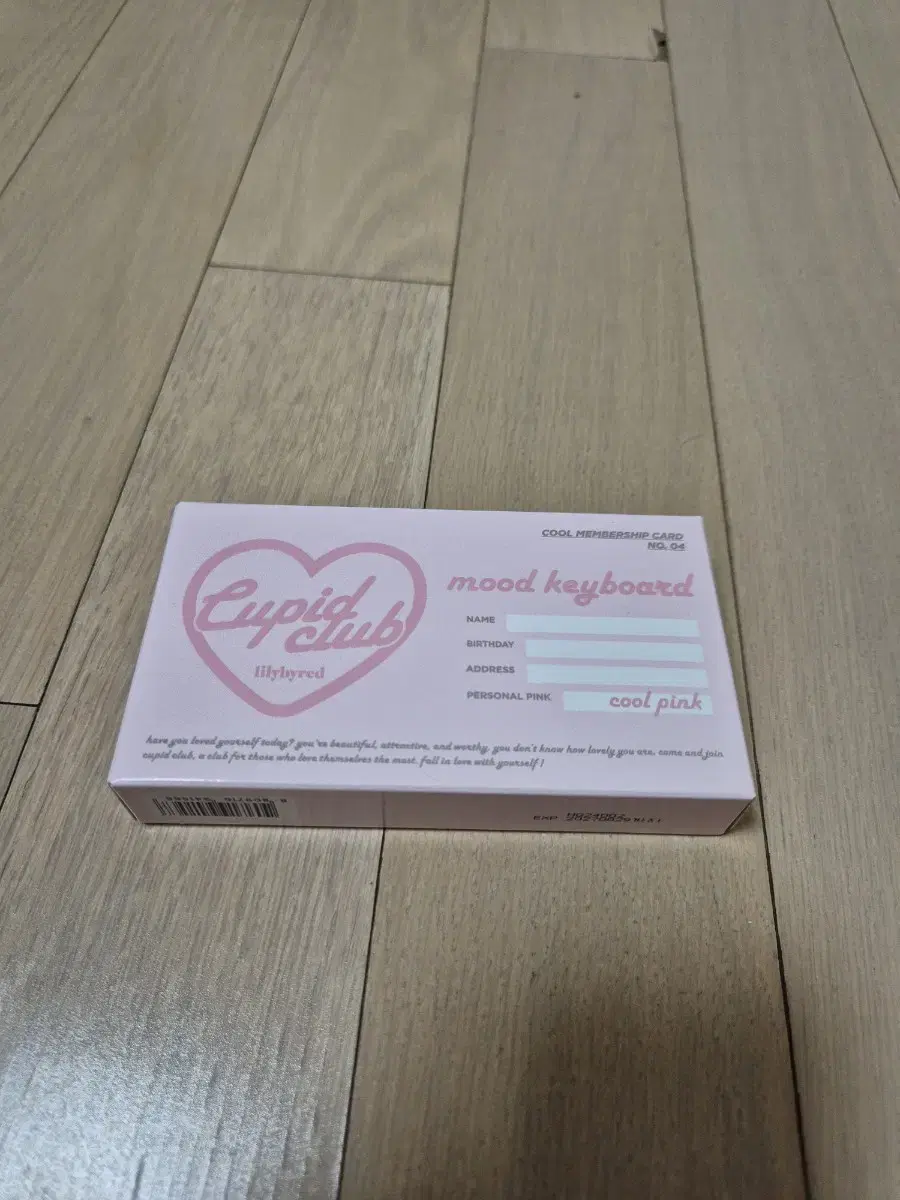 COOL MEMBERSHIP CARD
NO. 04
Cupid
club
lilybyred
mood keyboard
NAME
BIRTHDAY
ADDRESS
PERSONAL PINK
cool pink
have you loved yourself today? you're beautiful, attractive, and worthy. you don't know how lovely you are. come and join
cupid club, a club for those who love themselves the most. fall in love with yourself !
EXP